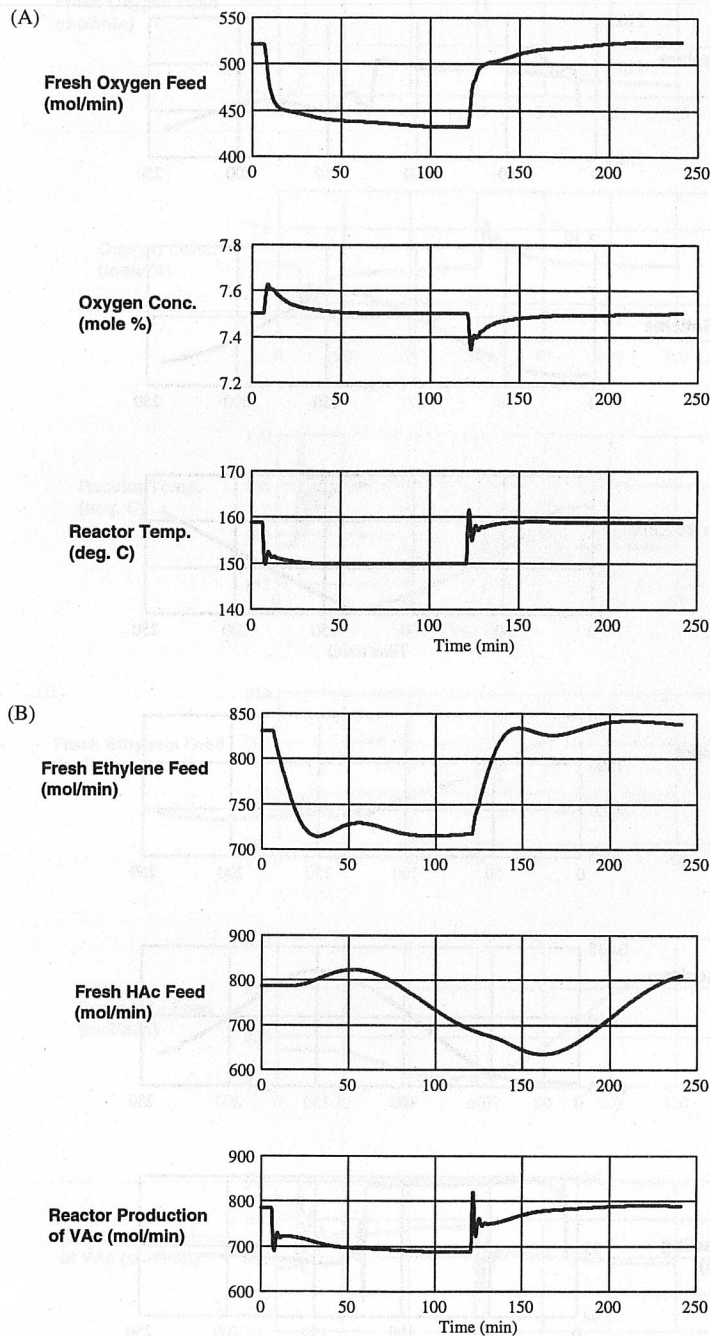 (A)
Fresh Oxygen Feed
(mol/min)
550
500
450
400
0 50 100 150 200 250
Oxygen Conc.
(mole %)
7.8
7.6
7.4
7.2
0 50 100 150 200 250
Reactor Temp.
(deg. C)
170
160
150
140
0 50 100 150 200 250
Time (min)
(B)
Fresh Ethylene Feed
(mol/min)
850
800
750
700
0 50 100 150 200 250
Fresh HAc Feed
(mol/min)
900
800
700
600
0 50 100 150 200 250
Reactor Production
of VAc (mol/min)
900
800
700
600
0 50 100 150 200 250
Time (min)